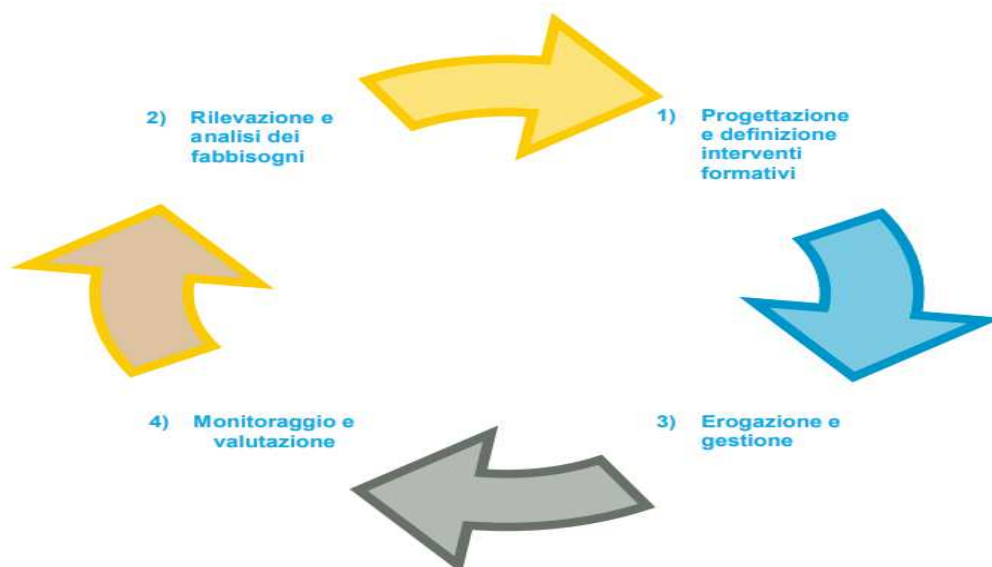 2) Rilevazione e
analisi dei
fabbisogni
1) Progettazione
e definizione
interventi
formativi
4) Monitoraggio e
valutazione
3) Erogazione e
gestione